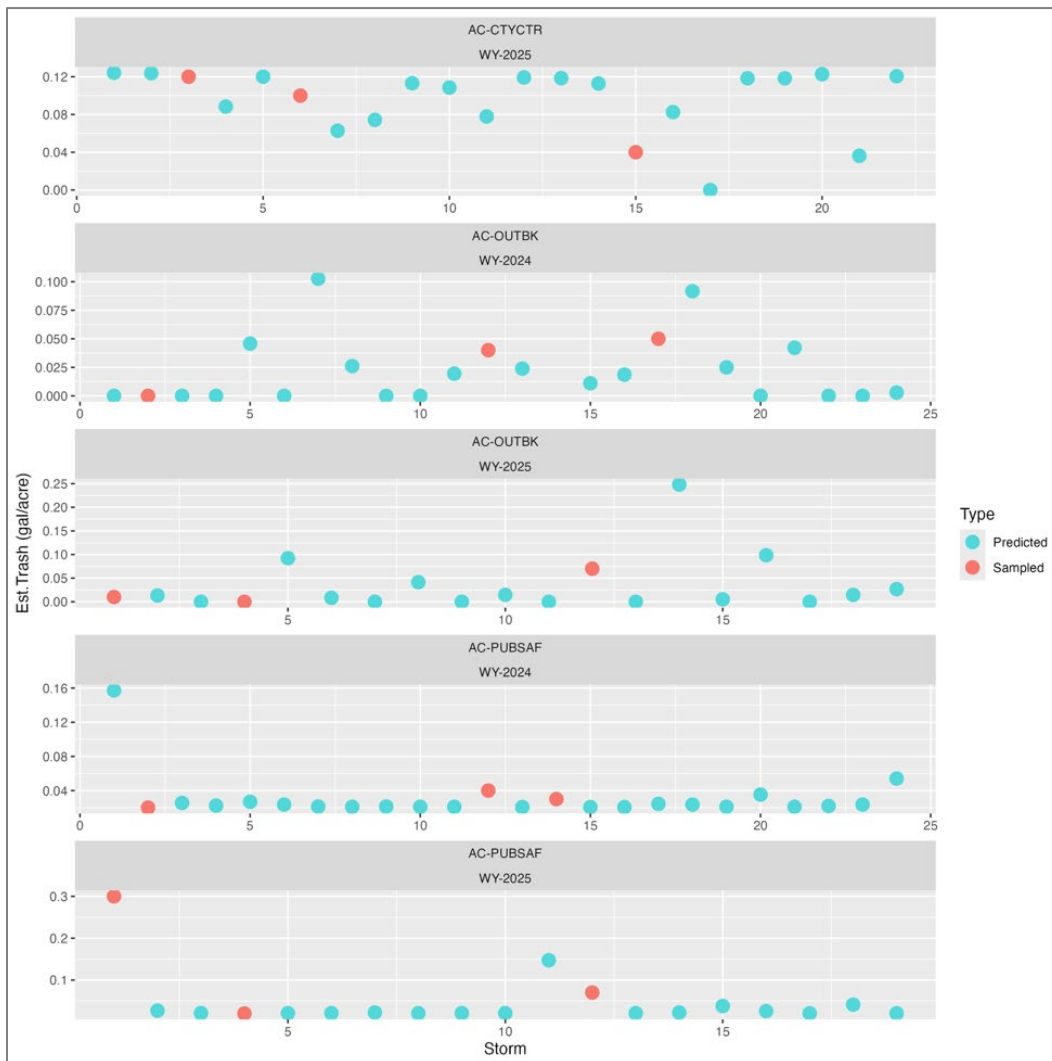 AC-CTYCTR
WY-2025
0.12
0.08
0.04
0.00
0 5 10 15 20
AC-OUTBK
WY-2024
0.100
0.075
0.050
0.025
0.000
0 5 10 15 20 25
AC-OUTBK
WY-2025
0.25
0.20
0.15
0.10
0.05
0.00
5 10 15
AC-PUBSAF
WY-2024
0.16
0.12
0.08
0.04
0 5 10 15 20 25
AC-PUBSAF
WY-2025
0.3
0.2
0.1
5 10 15
Storm
Est.Trash (gal/acre)
Type
Predicted
Sampled